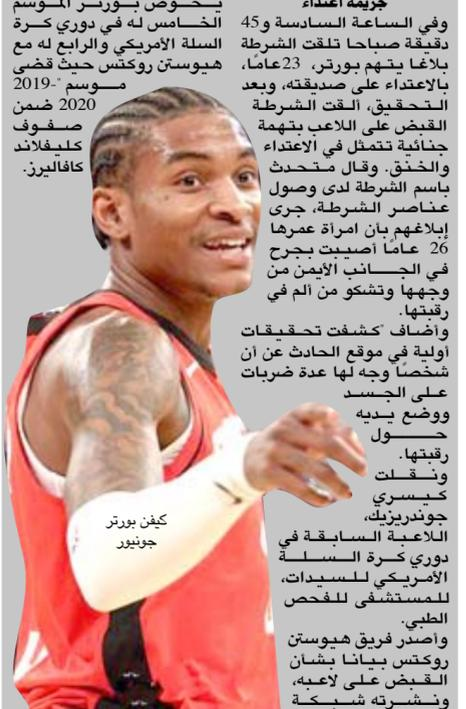 جريمة اعتداء
وفي الساعة السادسة و45
دقيقة صباحا تلقت الشرطة
بلاغا يتهم بورتر، 23عامًا،
بالاعتداء على صديقته، وبعد
التحقيق، ألقت الشرطة
القبض على اللاعب بتهمة
جنائية تتمثل في الاعتداء
والخنق. وقال متحدث
باسم الشرطة لدى وصول
عناصر الشرطة، جرى
إبلاغهم بأن امرأة عمرها
26 عامًا أصيبت بجرح
في الجانب الأيمن من
وجهها وتشكو من ألم في
رقبتها.
وأضاف "كشفت تحقيقات
أولية في موقع الحادث عن أن
شخصًا وجه لها عدة ضربات
على الجسد
ووضع يديه
حول
رقبتها.
ونقلت
كيسري
جوندريزيك،
اللاعبة السابقة في
دوري كرة السلة
الأمريكي للسيدات،
للمستشفى للفحص
الطبي.
وأصدر فريق هيوستن
روكتس بيانا بشأن
القبض على لاعبه،
ونشرته شبكة
يخوض بورتر الموسم
الخامس له في دوري كرة
السلة الأمريكي والرابع له مع
هيوستن روكتس حيث قضى
موسم "2019-
2020 ضمن
صفوف
كليفلاند
كافاليرز.
كيفن بورتر
جونيور